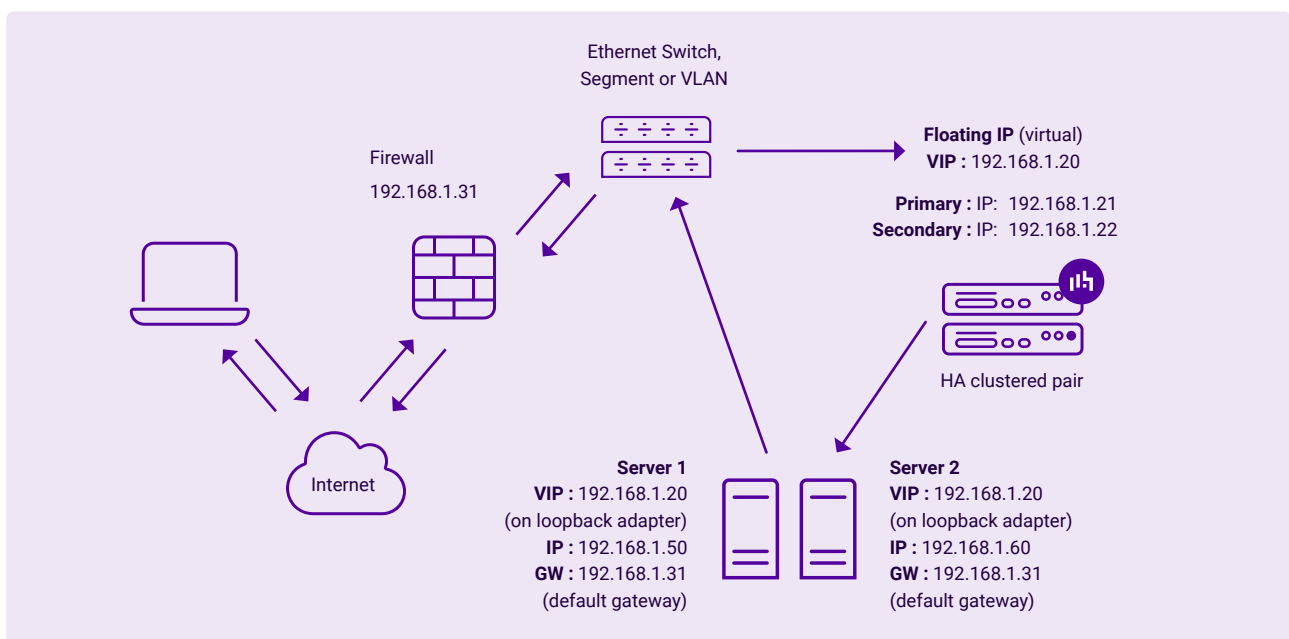 Ethernet Switch,
Segment or VLAN
Firewall
192.168.1.31
Floating IP (virtual)
VIP : 192.168.1.20
Primary : IP: 192.168.1.21
Secondary : IP: 192.168.1.22
HA clustered pair
Internet
Server 1
VIP : 192.168.1.20
(on loopback adapter)
IP : 192.168.1.50
GW : 192.168.1.31
(default gateway)
Server 2
VIP : 192.168.1.20
(on loopback adapter)
IP : 192.168.1.60
GW : 192.168.1.31
(default gateway)